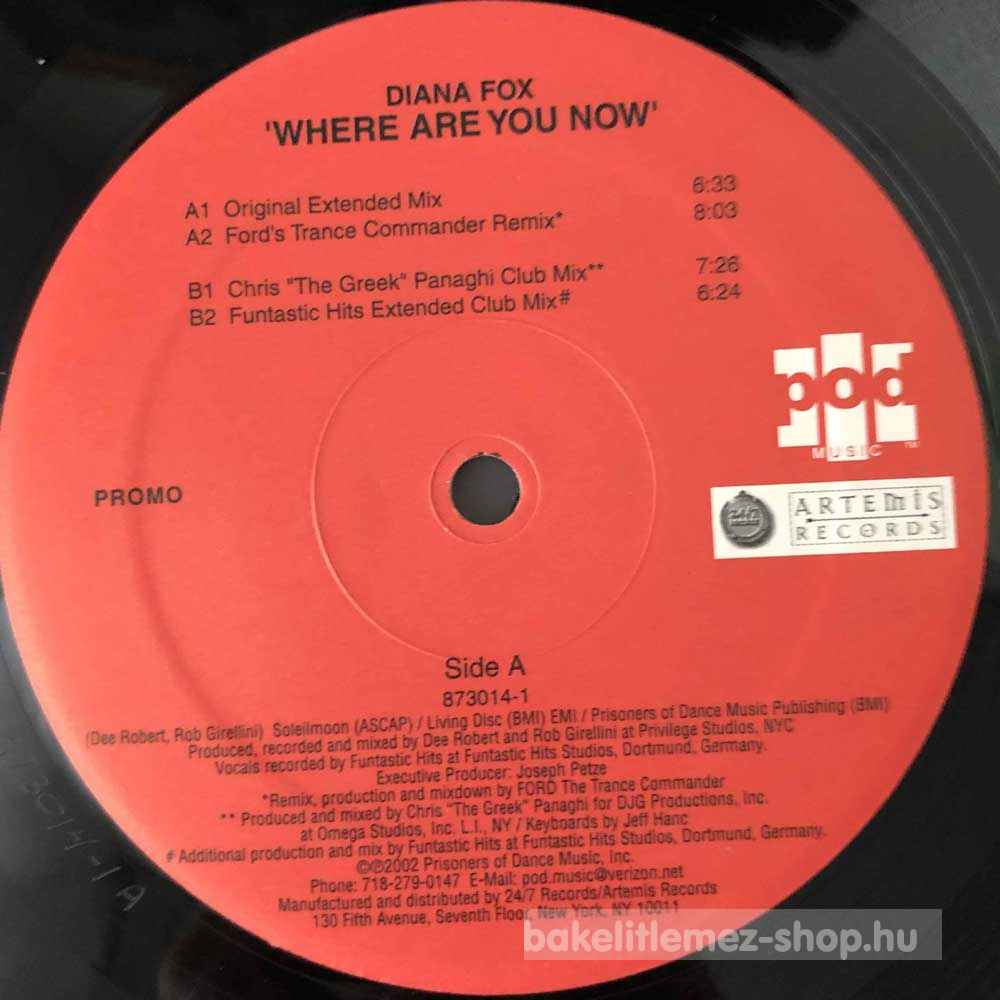 DIANA FOX
'WHERE ARE YOU NOW'
A1 Original Extended Mix 6:33
A2 Ford's Trance Commander Remix* 8:03
B1 Chris "The Greek" Panaghi Club Mix** 7:26
B2 Funtastic Hits Extended Club Mix# 6:24
pod
MUSIC TM
PROMO
24/7
ARTEMIS
RECORDS
Side A
873014-1
(Dee Robert, Rob Girellini) Soleilmoon (ASCAP) / Living Disc (BMI) EMI / Prisoners of Dance Music Publishing (BMI)
Produced, recorded and mixed by Dee Robert and Rob Girellini at Privilege Studios, NYC
Vocals recorded by Funtastic Hits at Funtastic Hits Studios, Dortmund, Germany.
Executive Producer: Joseph Petze
*Remix, production and mixdown by FORD The Trance Commander
** Produced and mixed by Chris "The Greek" Panaghi for DJG Productions, Inc.
at Omega Studios, Inc. L.I., NY / Keyboards by Jeff Hanc
# Additional production and mix by Funtastic Hits at Funtastic Hits Studios, Dortmund, Germany.
©℗2002 Prisoners of Dance Music, Inc.
Phone: 718-279-0147 E-Mail: pod.music@verizon.net
Manufactured and distributed by 24/7 Records/Artemis Records
130 Fifth Avenue, Seventh Floor, New York, NY 10011
bakelitlemez-shop.hu